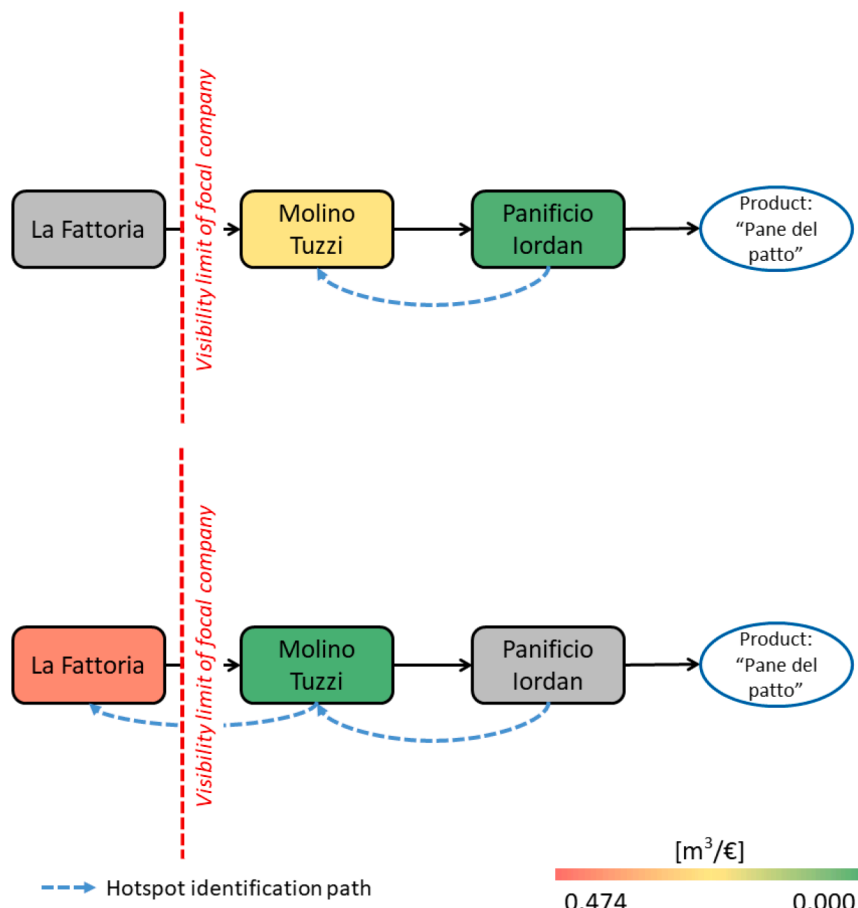 Visibility limit of focal company
La Fattoria
Molino
Tuzzi
Panificio
Iordan
Product:
“Pane del
patto”
Visibility limit of focal company
La Fattoria
Molino
Tuzzi
Panificio
Iordan
Product:
“Pane del
patto”
Hotspot identification path
[m³/€]
0.474
0.000